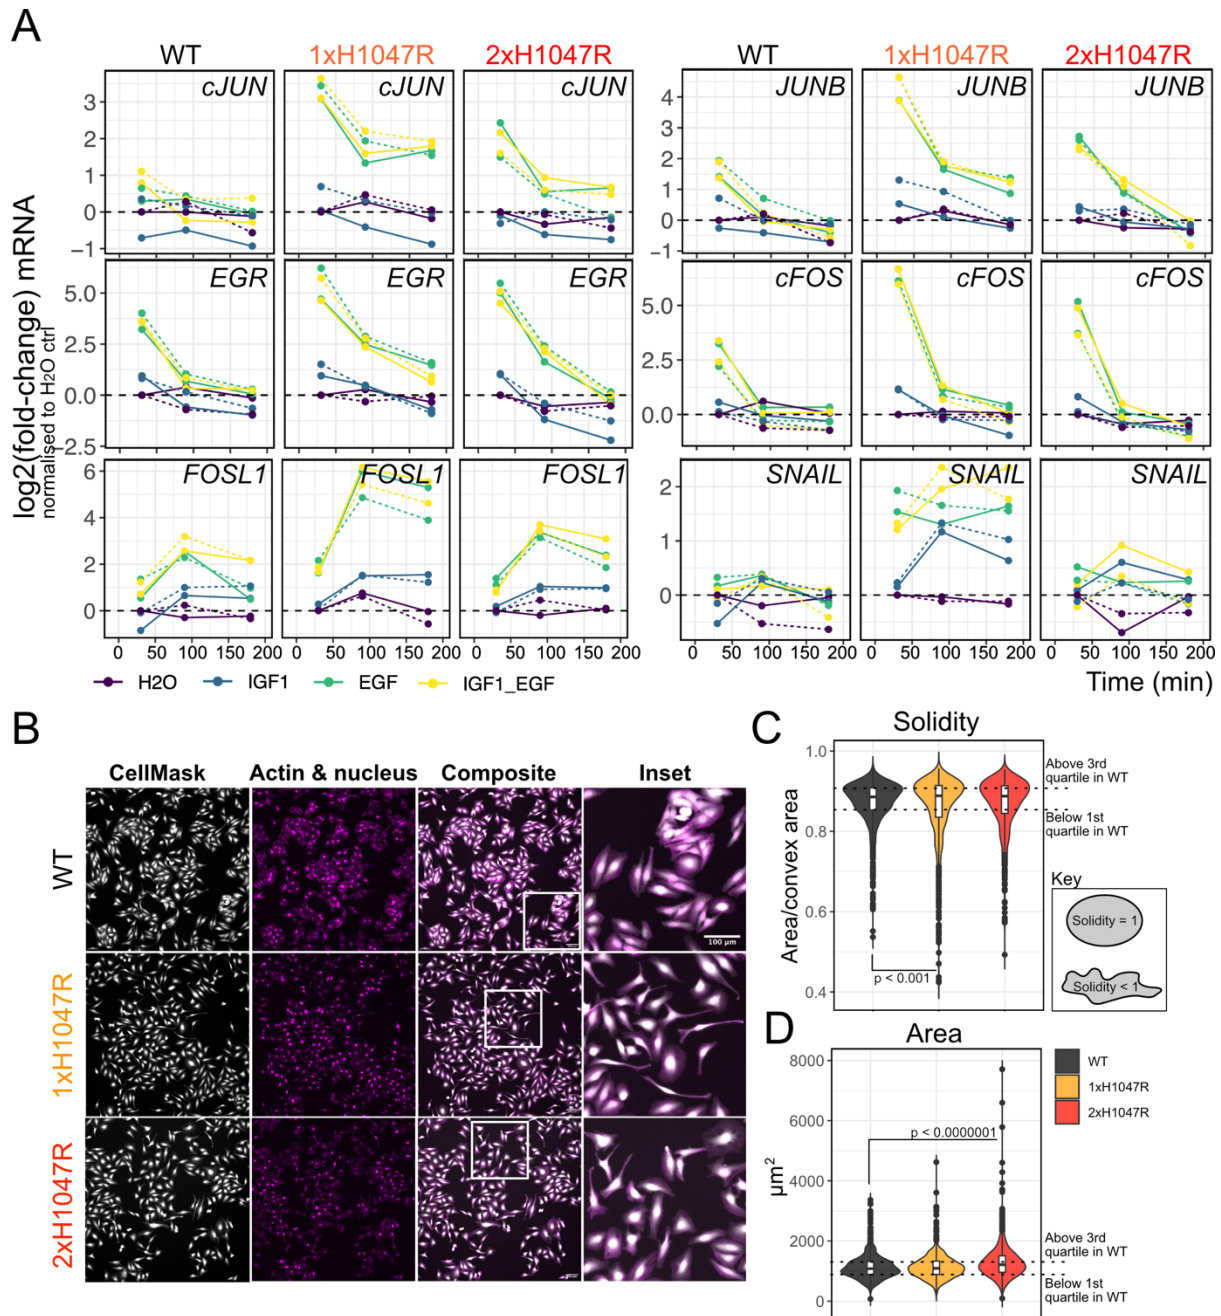 A
WT 1xH1047R 2xH1047R WT 1xH1047R 2xH1047R
cJUN cJUN cJUN JUNB JUNB JUNB
3 2 1 0 −1
4 3 2 1 0 −1
EGR EGR EGR cFOS cFOS cFOS
5.0 2.5 0.0 −2.5
5.0 2.5 0.0
FOSL1 FOSL1 FOSL1 SNAIL SNAIL SNAIL
6 4 2 0
2 1 0
log2(fold-change) mRNA
normalised to H2O ctrl
0 50 100 150 200 0 50 100 150 200 0 50 100 150 200 0 50 100 150 200 0 50 100 150 200 0 50 100 150 200
H2O IGF1 EGF IGF1_EGF
Time (min)
B
CellMask Actin & nucleus Composite Inset
WT
100 µm
1xH1047R
2xH1047R
C
Solidity
Area/convex area
1.0
0.8
0.6
0.4
Above 3rd
quartile in WT
Below 1st
quartile in WT
p < 0.001
Key
Solidity = 1
Solidity < 1
D
Area
µm²
8000
6000
4000
2000
0
p < 0.0000001
WT
1xH1047R
2xH1047R
Above 3rd
quartile in WT
Below 1st
quartile in WT